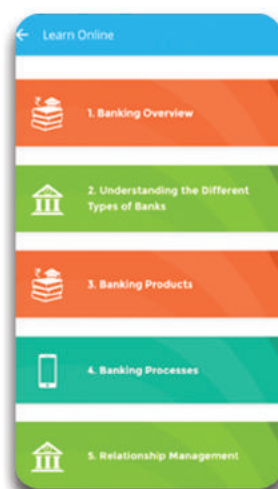 Learn Online
1. Banking Overview
2. Understanding the Different
Types of Banks
3. Banking Products
4. Banking Processes
5. Relationship Management